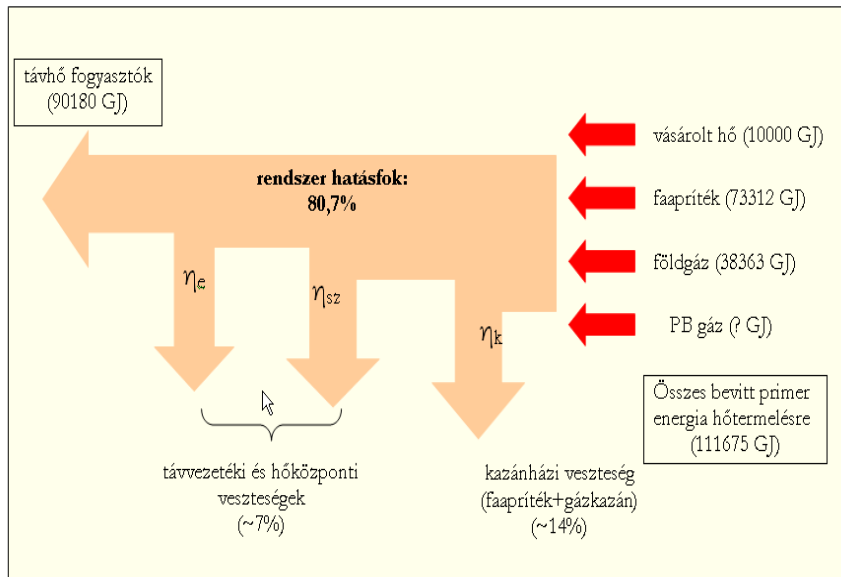 távhő fogyasztók
(90180 GJ)
rendszer hatásfok:
80,7%
vásárolt hő (10000 GJ)
faapríték (73312 GJ)
földgáz (38363 GJ)
PB gáz (? GJ)
ηe
ηsz
ηk
Összes bevitt primer
energia hőtermelésre
(111675 GJ)
távvezetéki és hőközponti
veszteségek
(~7%)
kazánházi veszteség
(faapríték+gázkazán)
(~14%)